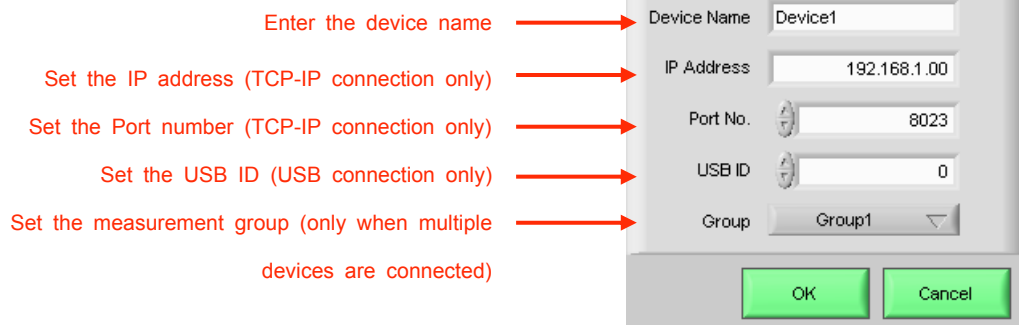 Enter the device name
Device Name
Device1
Set the IP address (TCP-IP connection only)
IP Address
192.168.1.00
Set the Port number (TCP-IP connection only)
Port No.
8023
Set the USB ID (USB connection only)
USB ID
0
Set the measurement group (only when multiple
devices are connected)
Group
Group1
OK
Cancel